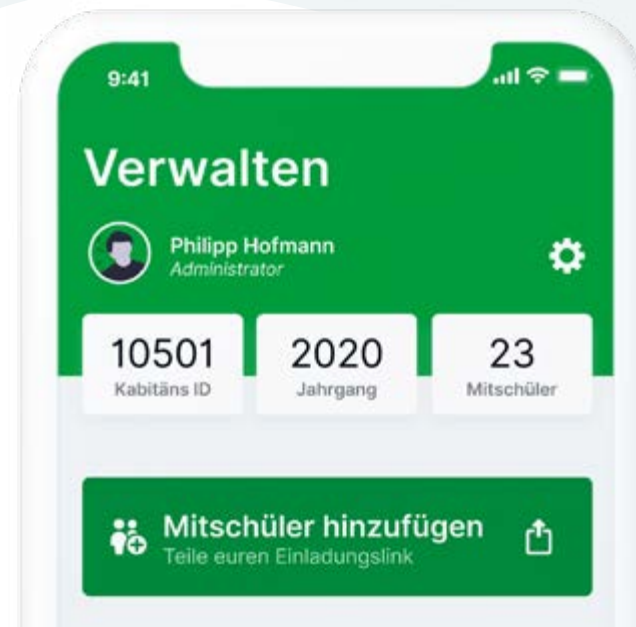 9:41
Verwalten
Philipp Hofmann
Administrator
10501 2020 23
Kabitäns ID Jahrgang Mitschüler
Mitschüler hinzufügen
Teile euren Einladungslink